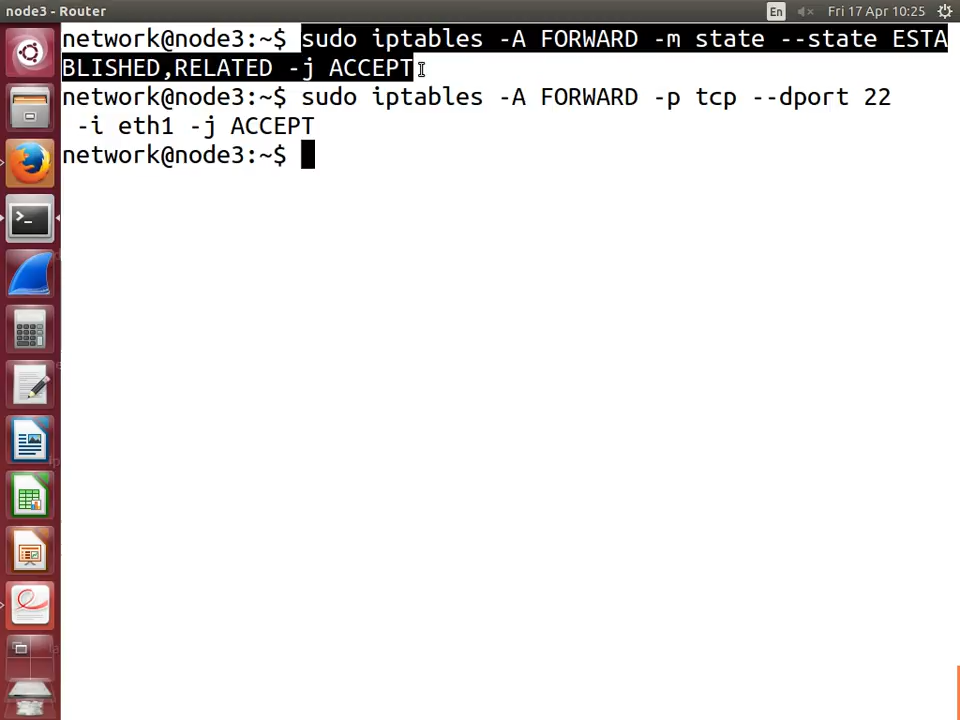 node3 - Router
En
Fri 17 Apr 10:25
network@node3:~$ sudo iptables -A FORWARD -m state --state ESTA
BLISHED,RELATED -j ACCEPT
network@node3:~$ sudo iptables -A FORWARD -p tcp --dport 22
 -i eth1 -j ACCEPT
network@node3:~$